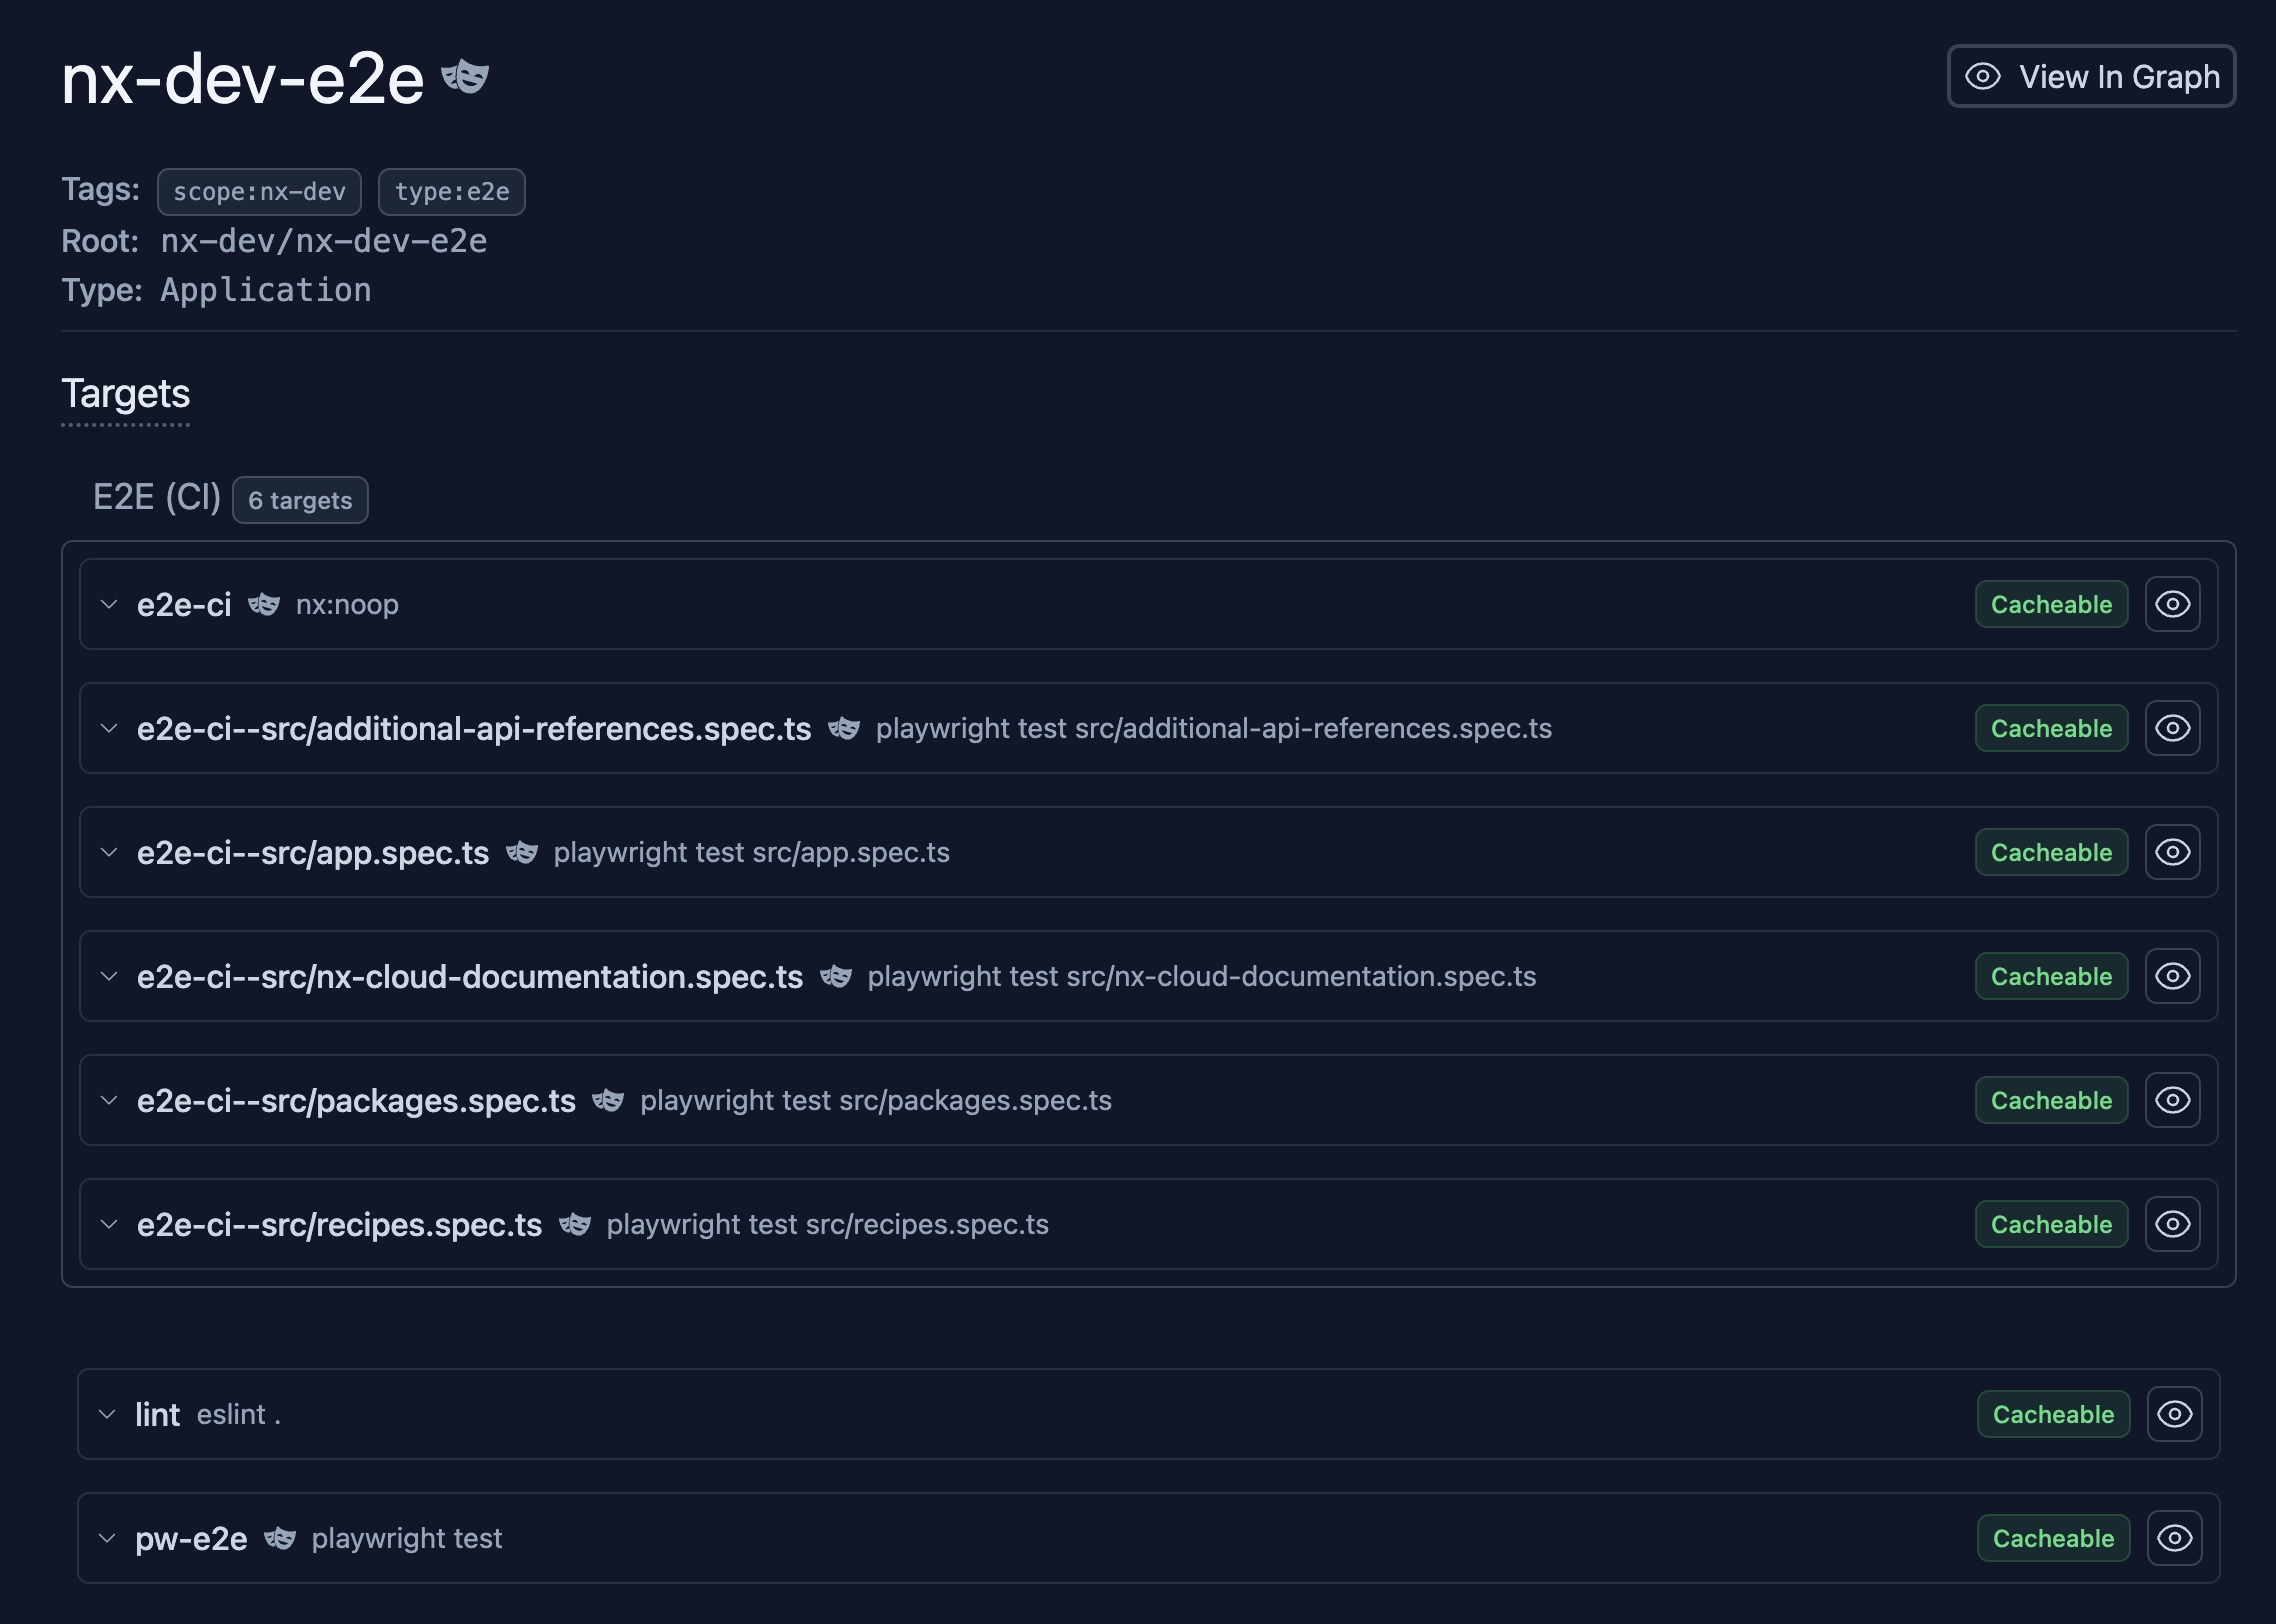 nx-dev-e2e
View In Graph
Tags: scope:nx-dev type:e2e
Root: nx-dev/nx-dev-e2e
Type: Application
Targets
E2E (CI) 6 targets
e2e-ci nx:noop Cacheable
e2e-ci--src/additional-api-references.spec.ts playwright test src/additional-api-references.spec.ts Cacheable
e2e-ci--src/app.spec.ts playwright test src/app.spec.ts Cacheable
e2e-ci--src/nx-cloud-documentation.spec.ts playwright test src/nx-cloud-documentation.spec.ts Cacheable
e2e-ci--src/packages.spec.ts playwright test src/packages.spec.ts Cacheable
e2e-ci--src/recipes.spec.ts playwright test src/recipes.spec.ts Cacheable
lint eslint . Cacheable
pw-e2e playwright test Cacheable